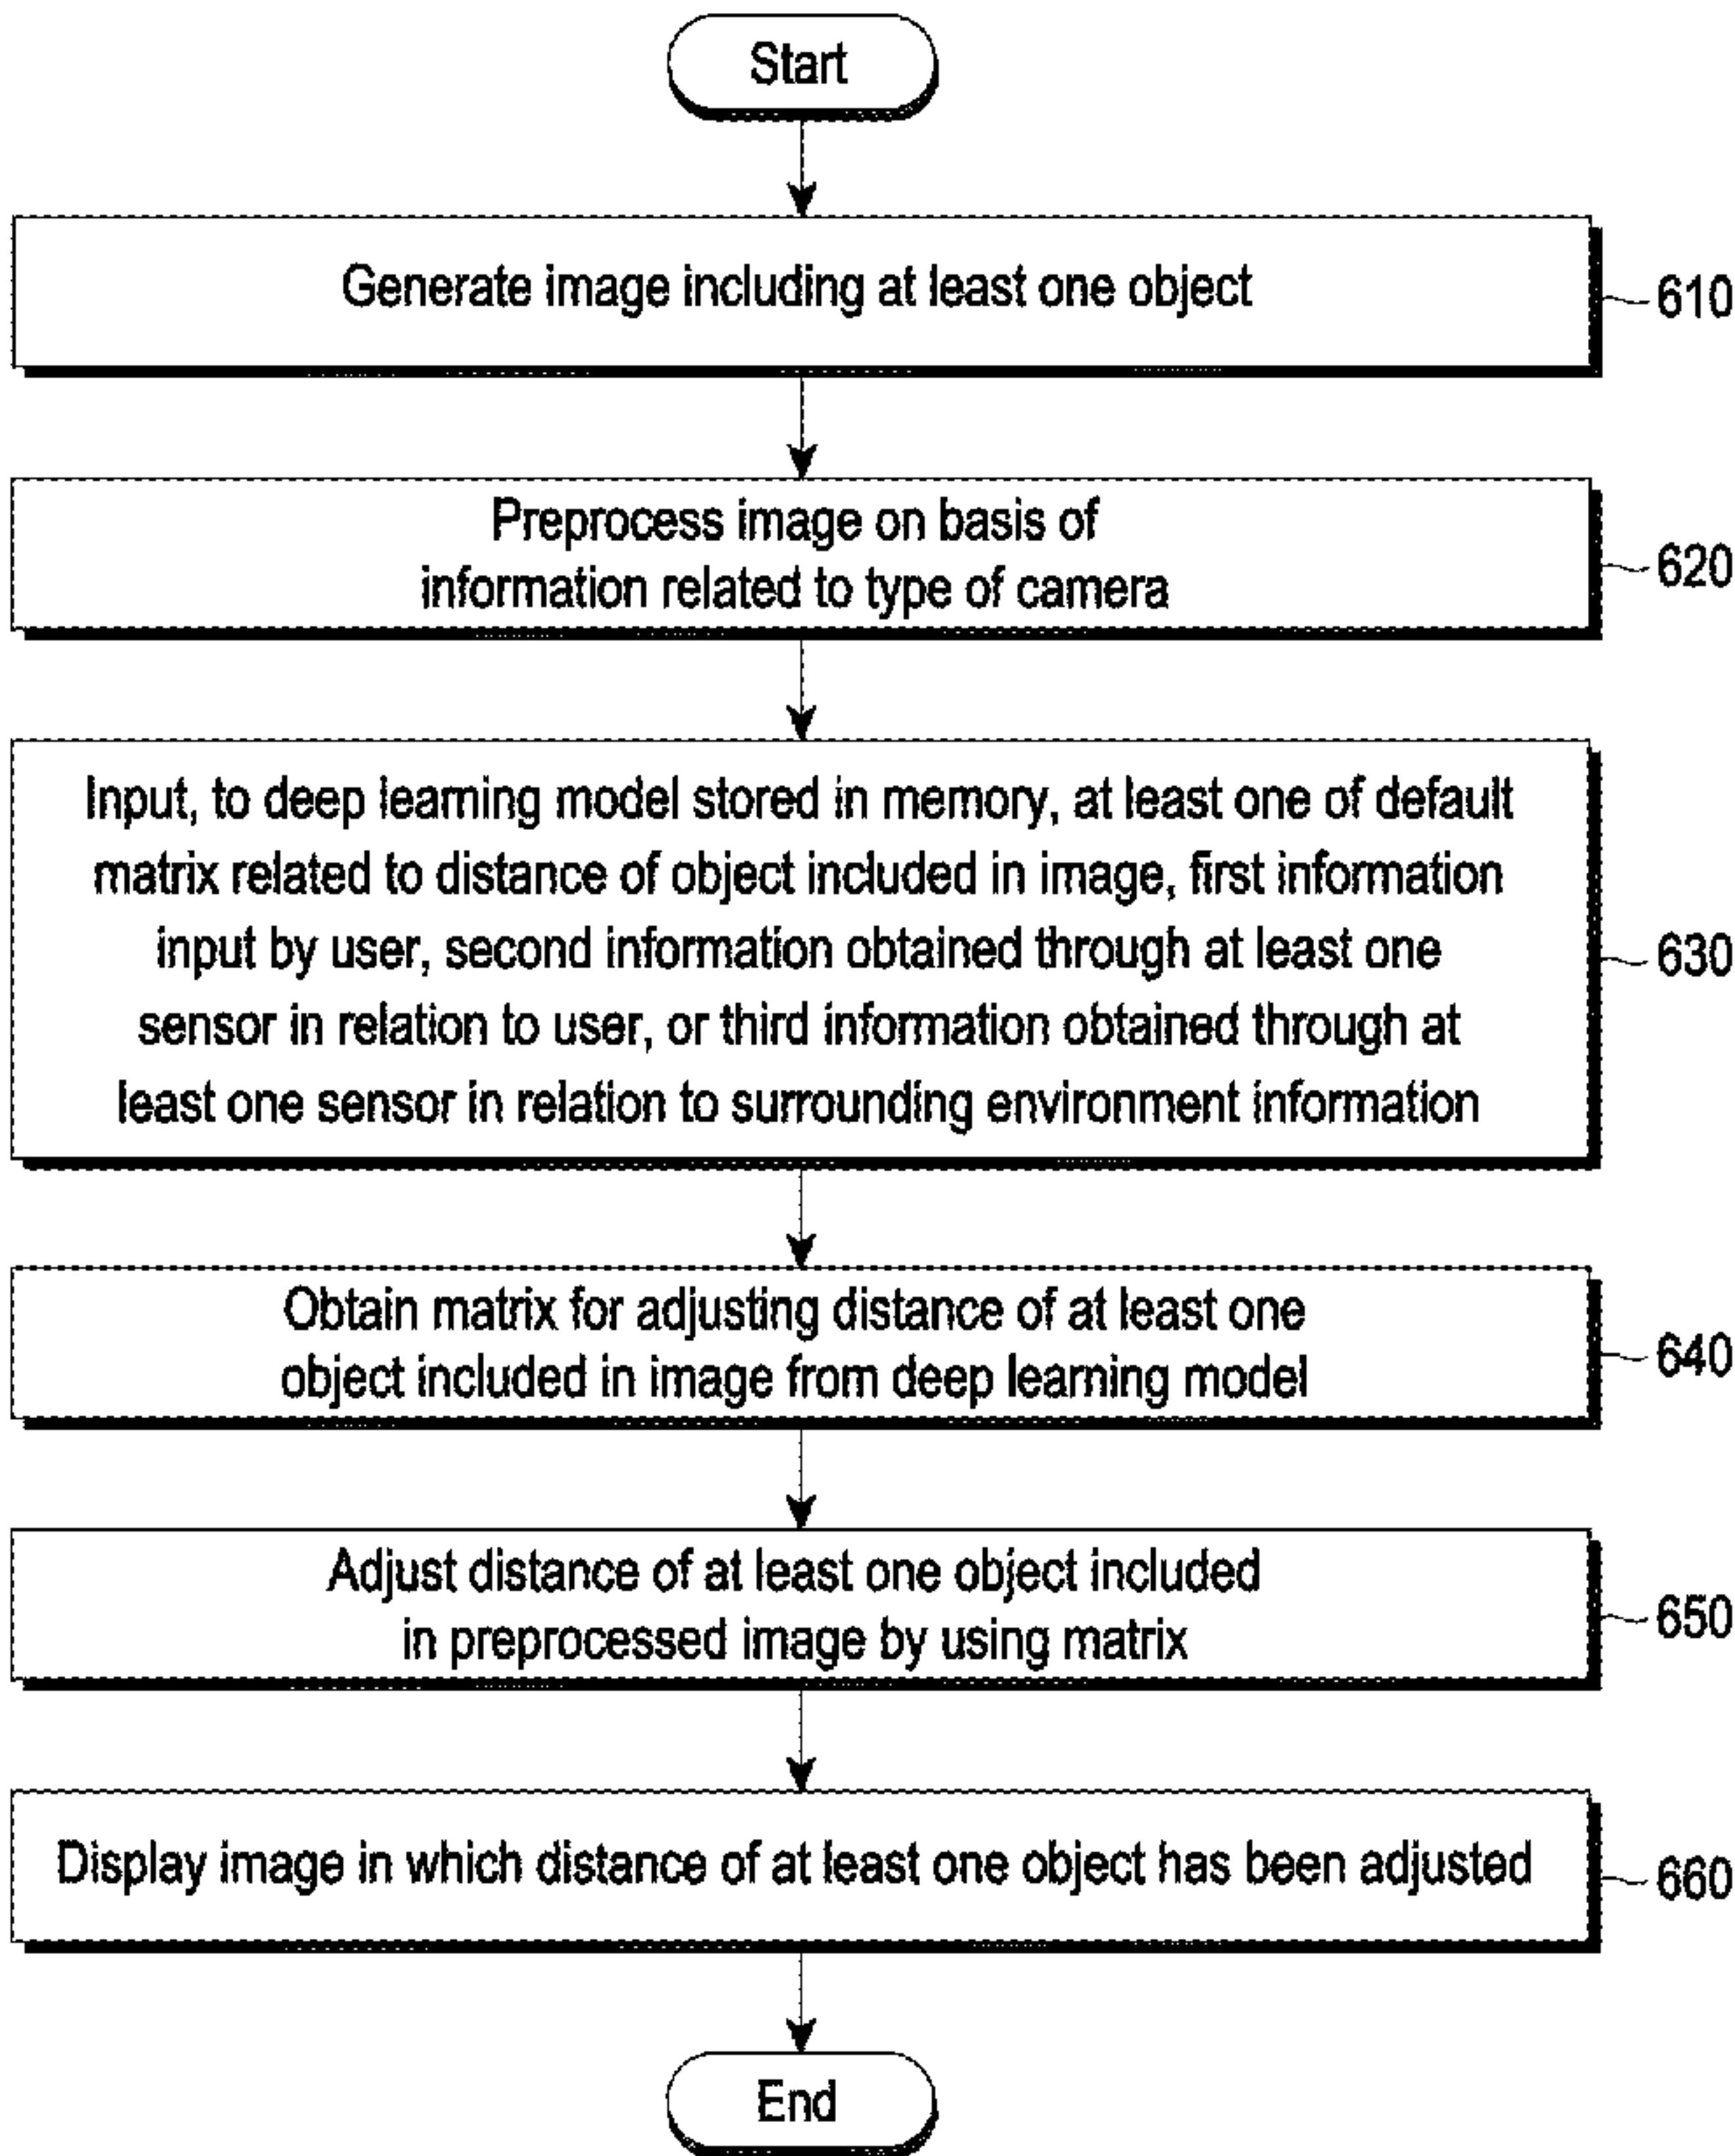 Start
Generate image including at least one object
610
Preprocess image on basis of
information related to type of camera
620
Input, to deep learning model stored in memory, at least one of default
matrix related to distance of object included in image, first information
input by user, second information obtained through at least one
sensor in relation to user, or third information obtained through at
least one sensor in relation to surrounding environment information
630
Obtain matrix for adjusting distance of at least one
object included in image from deep learning model
640
Adjust distance of at least one object included
in preprocessed image by using matrix
650
Display image in which distance of at least one object has been adjusted
660
End